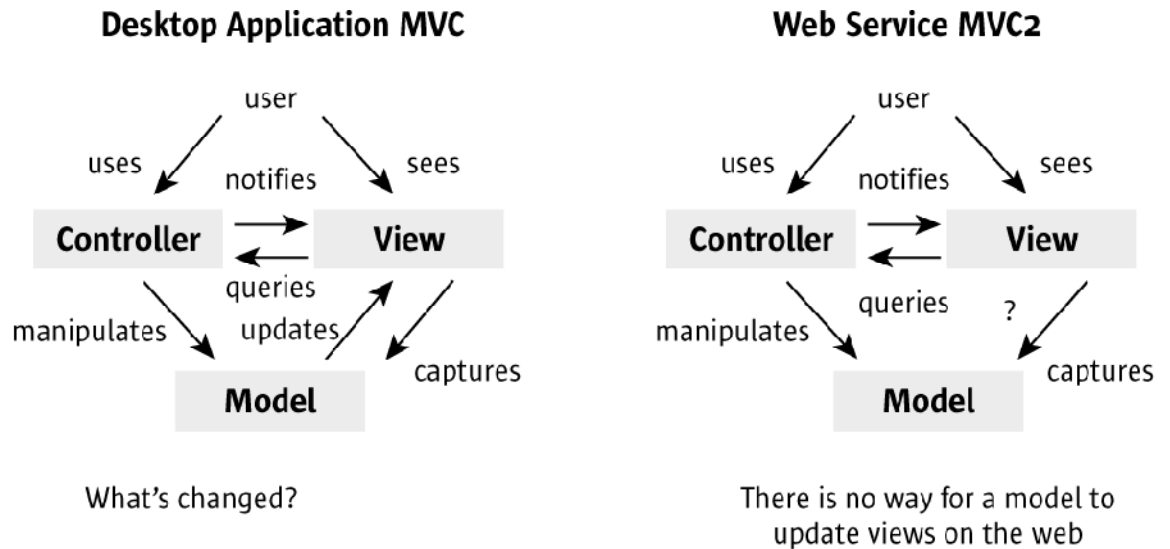 Desktop Application MVC
user
uses
sees
notifies
Controller
View
queries
manipulates
updates
captures
Model
What's changed?
Web Service MVC2
user
uses
sees
notifies
Controller
View
queries
?
manipulates
captures
Model
There is no way for a model to
update views on the web